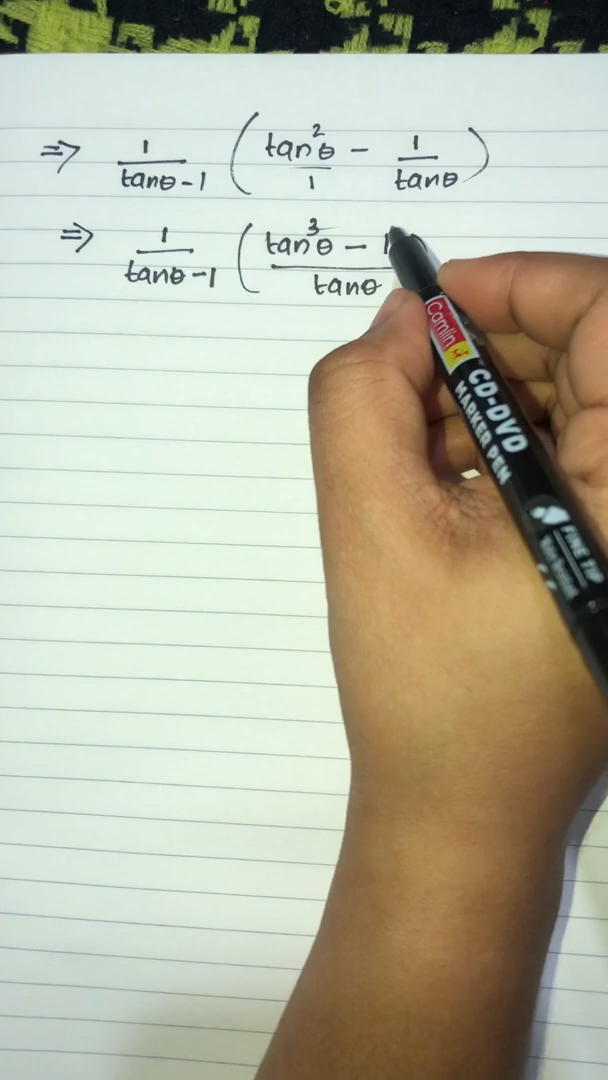 ⇒ 1/(tanθ-1) (tan²θ/1 - 1/tanθ)
⇒ 1/(tanθ-1) ((tan³θ - 1)/tanθ
Camlin
CD-DVD
MARKER PEN
FINE TIP